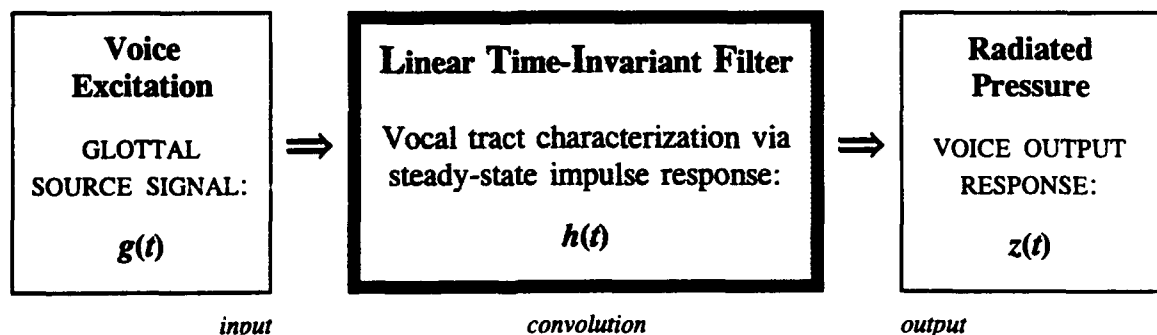 Voice
Excitation
GLOTTAL
SOURCE SIGNAL:
g(t)
⇒
Linear Time-Invariant Filter
Vocal tract characterization via
steady-state impulse response:
h(t)
⇒
Radiated
Pressure
VOICE OUTPUT
RESPONSE:
z(t)
input
convolution
output